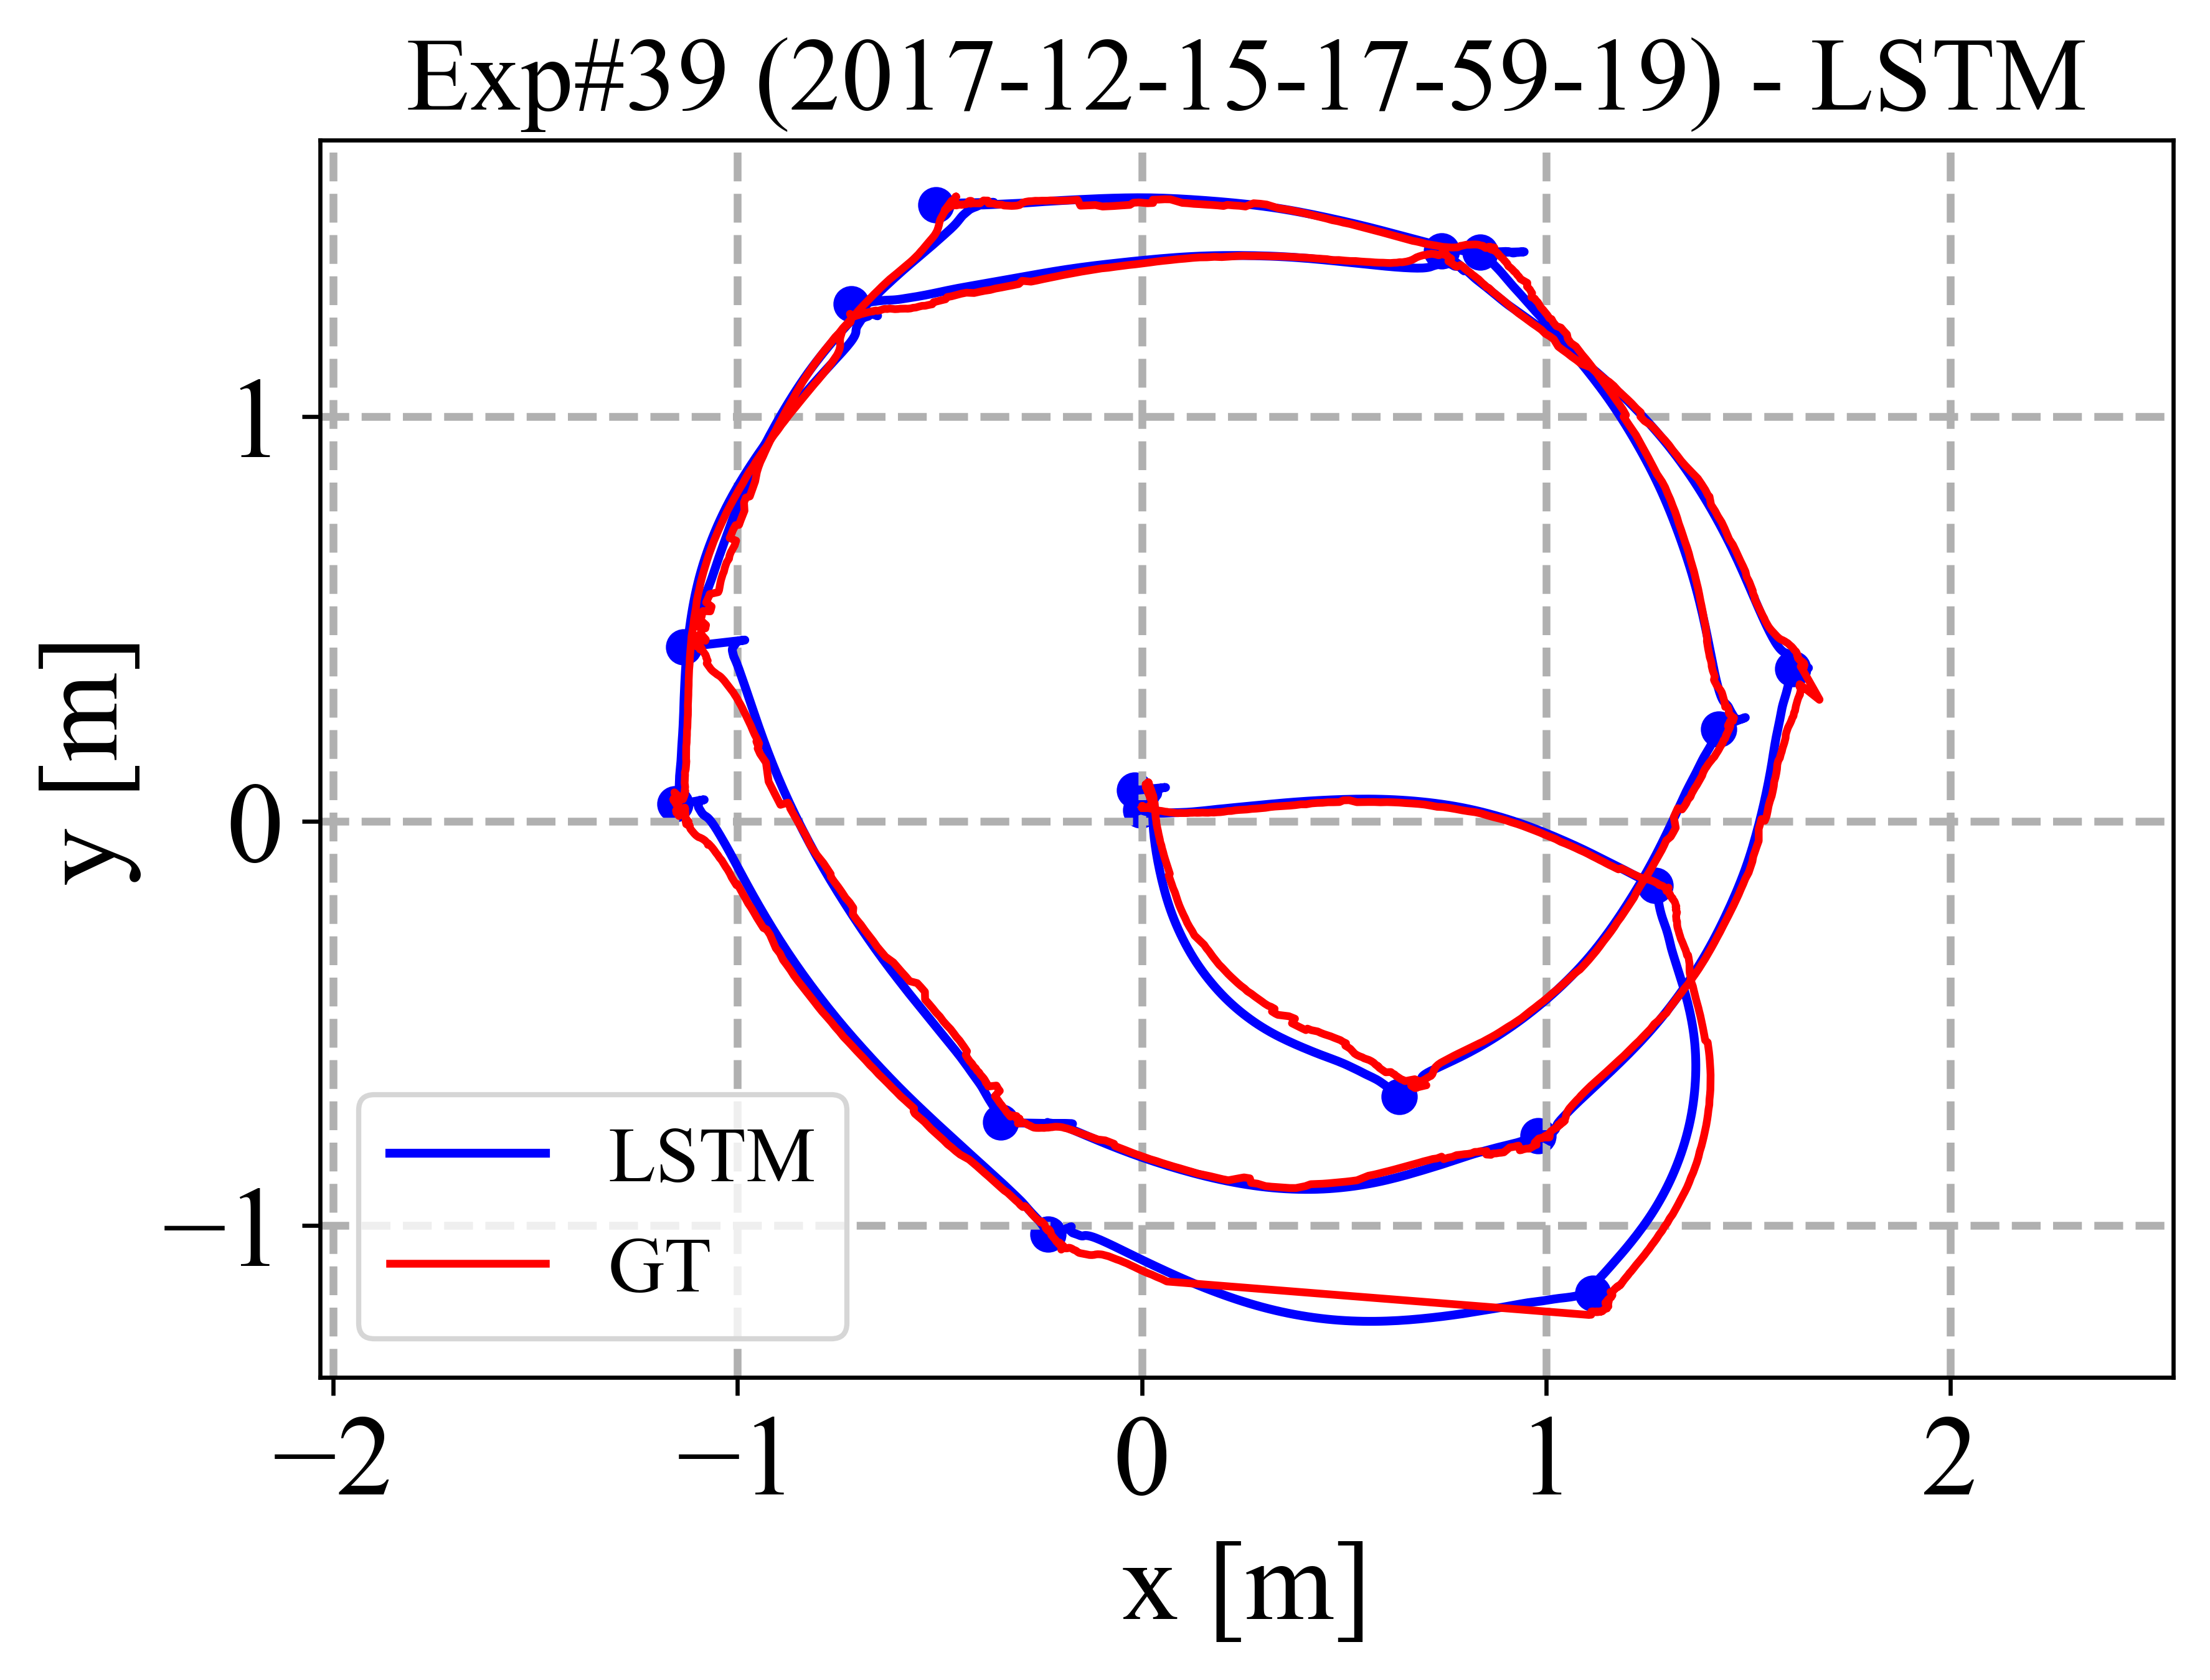 Exp#39 (2017-12-15-17-59-19) - LSTM
y [m]
1
0
−1
LSTM
GT
−2 −1 0 1 2
x [m]